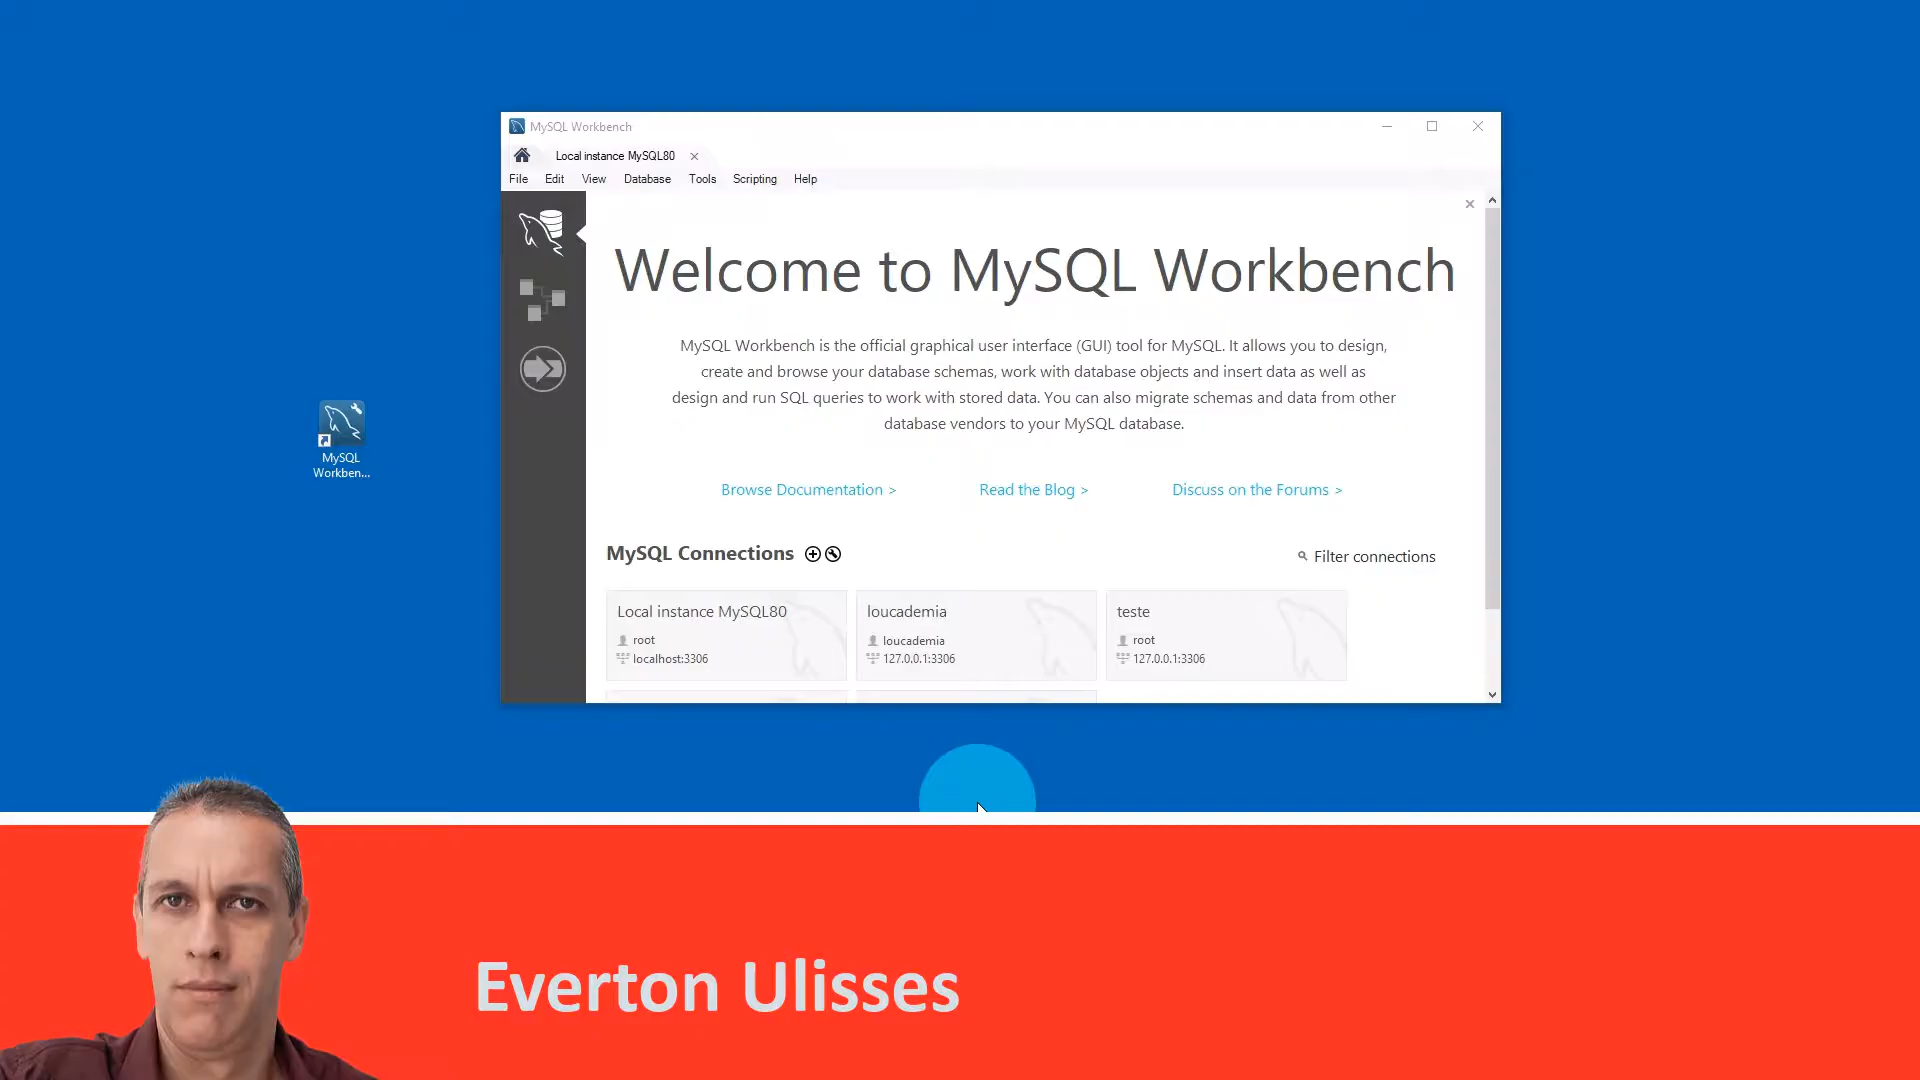 MySQL Workbench
Local instance MySQL80
File Edit View Database Tools Scripting Help
Welcome to MySQL Workbench
MySQL Workbench is the official graphical user interface (GUI) tool for MySQL. It allows you to design,
create and browse your database schemas, work with database objects and insert data as well as
design and run SQL queries to work with stored data. You can also migrate schemas and data from other
database vendors to your MySQL database.
Browse Documentation > Read the Blog > Discuss on the Forums >
MySQL Connections
Filter connections
Local instance MySQL80
root
localhost:3306
loucademia
loucademia
127.0.0.1:3306
teste
root
127.0.0.1:3306
MySQL
Workben...
Everton Ulisses